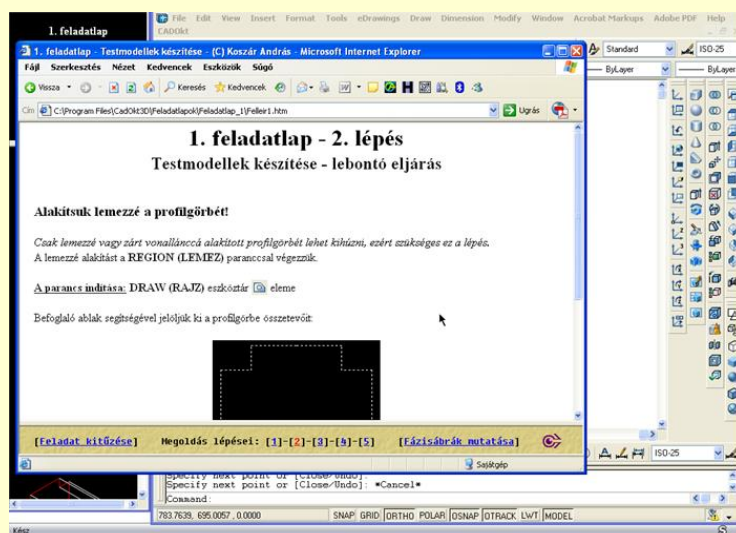 1. feladatlap
File Edit View Insert Format Tools eDrawings Draw Dimension Modify Window Acrobat Markups Adobe PDF Help
CADOkt
1. feladatlap - Testmodellek készítése - (C) Koszár András - Microsoft Internet Explorer
Standard
ISO-25
Fájl Szerkesztés Nézet Kedvencek Eszközök Súgó
ByLayer
ByLayer
Vissza
Keresés
Kedvencek
Cím
C:\Program Files\CadOkt3D\Feladatlapok\Feladatlap_1\Felleir1.htm
Ugrás
1. feladatlap - 2. lépés
Testmodellek készítése - lebontó eljárás
Alakítsuk lemezzé a profilgörbét!
Csak lemezzé vagy zárt vonallánccá alakított profilgörbét lehet kihúzni, ezért szükséges ez a lépés.
A lemezzé alakítást a REGION (LEMEZ) paranccsal végezzük.
A parancs indítása: DRAW (RAJZ) eszköztár eleme
Befoglaló ablak segítségével jelöljük ki a profilgörbe összetevőit:
[Feladat kitűzése] Megoldás lépései: [1]-[2]-[3]-[4]-[5] [Fázisábrák mutatása]
ISO-25
Sajátgép
Specify next point or [Close/Undo]:
Specify next point or [Close/Undo]: *Cancel*
Command:
783.7639, 695.0057, 0.0000
SNAP GRID ORTHO POLAR OSNAP OTRACK LWT MODEL
Kész